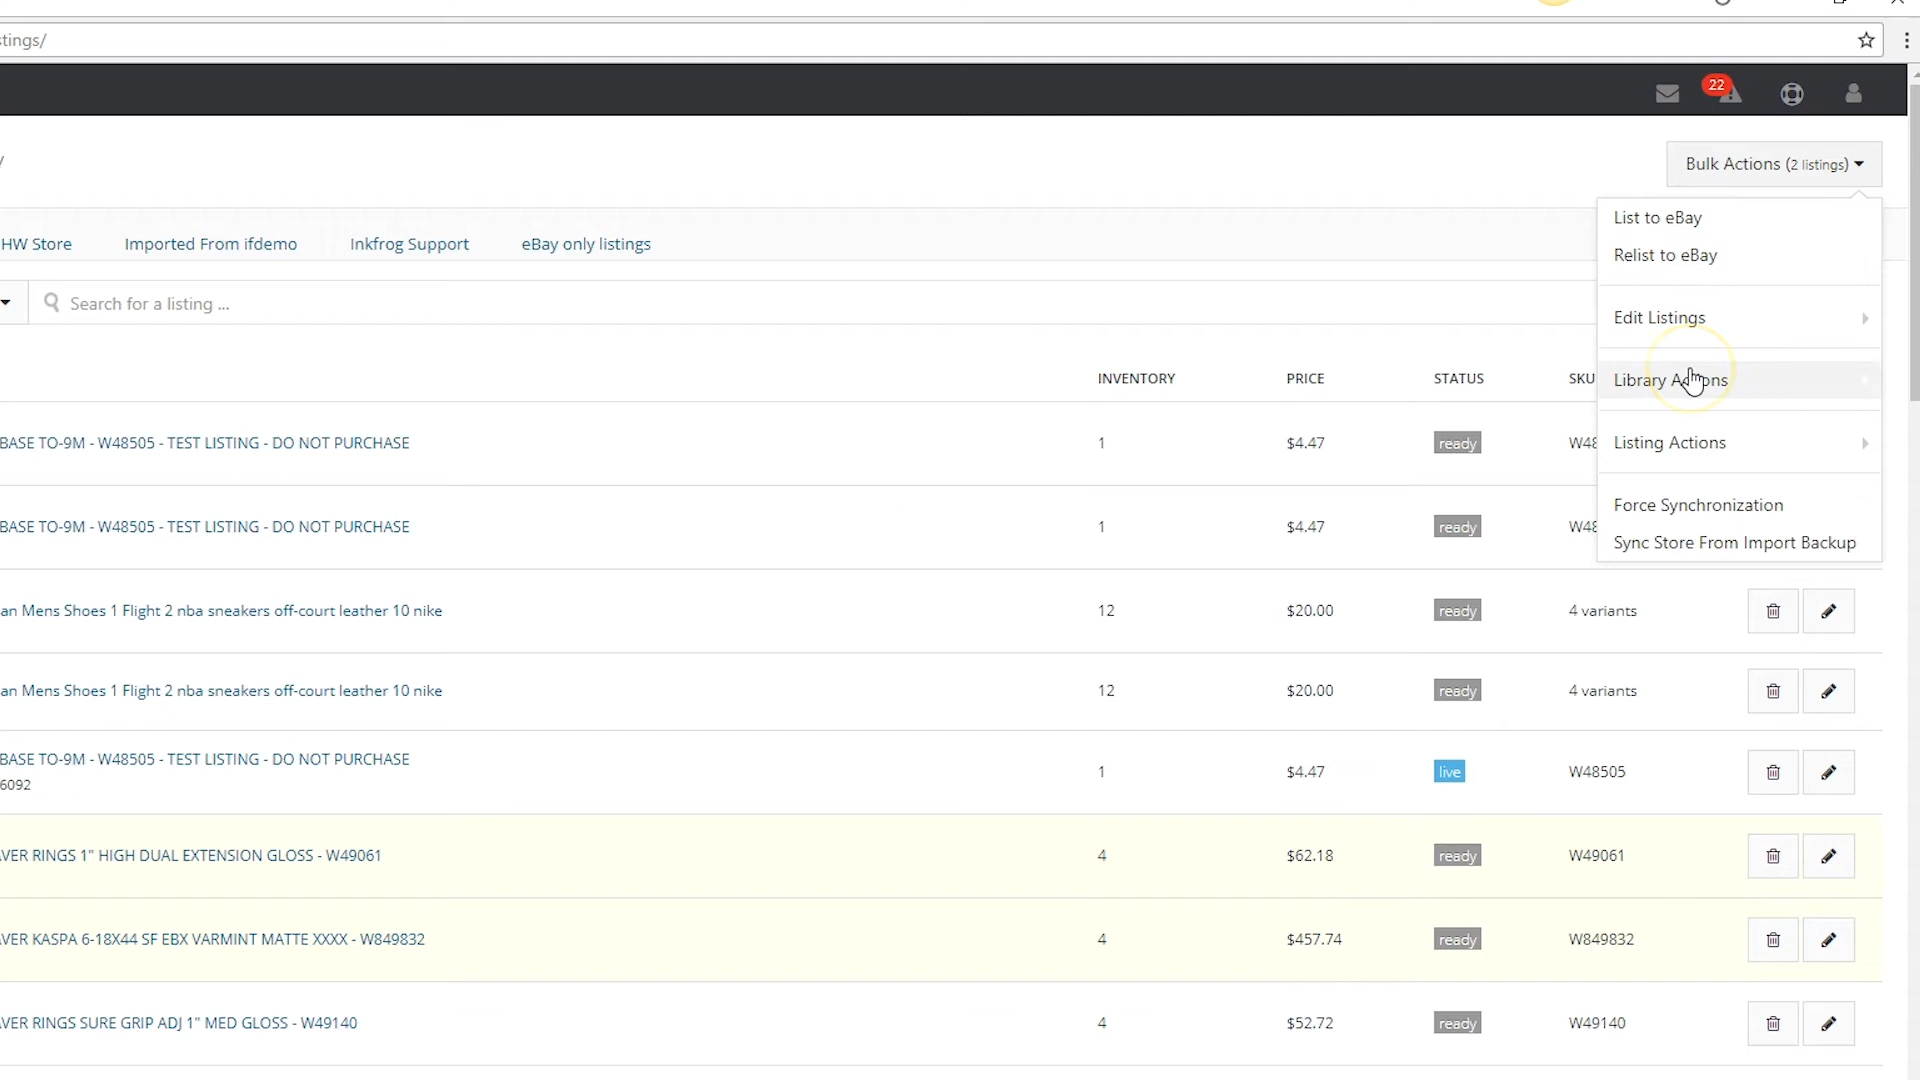 stings/
22
/
Bulk Actions (2 listings)
List to eBay
Relist to eBay
Edit Listings
Library Actions
Listing Actions
Force Synchronization
Sync Store From Import Backup
HW Store Imported From ifdemo Inkfrog Support eBay only listings
Search for a listing ...
INVENTORY PRICE STATUS SKU
BASE TO-9M - W48505 - TEST LISTING - DO NOT PURCHASE 1 $4.47 ready W48
BASE TO-9M - W48505 - TEST LISTING - DO NOT PURCHASE 1 $4.47 ready W48
an Mens Shoes 1 Flight 2 nba sneakers off-court leather 10 nike 12 $20.00 ready 4 variants
an Mens Shoes 1 Flight 2 nba sneakers off-court leather 10 nike 12 $20.00 ready 4 variants
BASE TO-9M - W48505 - TEST LISTING - DO NOT PURCHASE 1 $4.47 live W48505
6092
AVER RINGS 1" HIGH DUAL EXTENSION GLOSS - W49061 4 $62.18 ready W49061
AVER KASPA 6-18X44 SF EBX VARMINT MATTE XXXX - W849832 4 $457.74 ready W849832
AVER RINGS SURE GRIP ADJ 1" MED GLOSS - W49140 4 $52.72 ready W49140